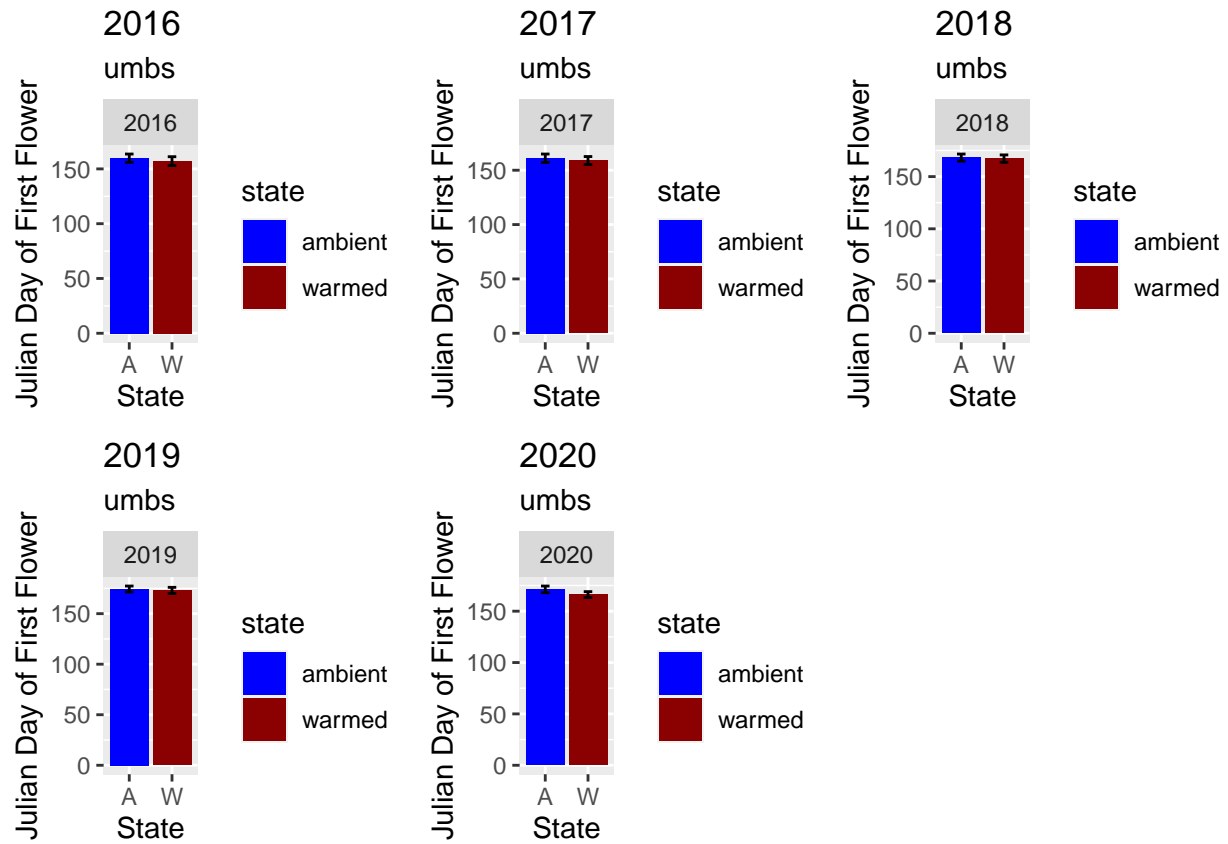 2016
umbs
2016
Julian Day of First Flower
150
100
50
0
A W
State
state
ambient
warmed
2017
umbs
2017
Julian Day of First Flower
150
100
50
0
A W
State
state
ambient
warmed
2018
umbs
2018
Julian Day of First Flower
150
100
50
0
A W
State
state
ambient
warmed
2019
umbs
2019
Julian Day of First Flower
150
100
50
0
A W
State
state
ambient
warmed
2020
umbs
2020
Julian Day of First Flower
150
100
50
0
A W
State
state
ambient
warmed